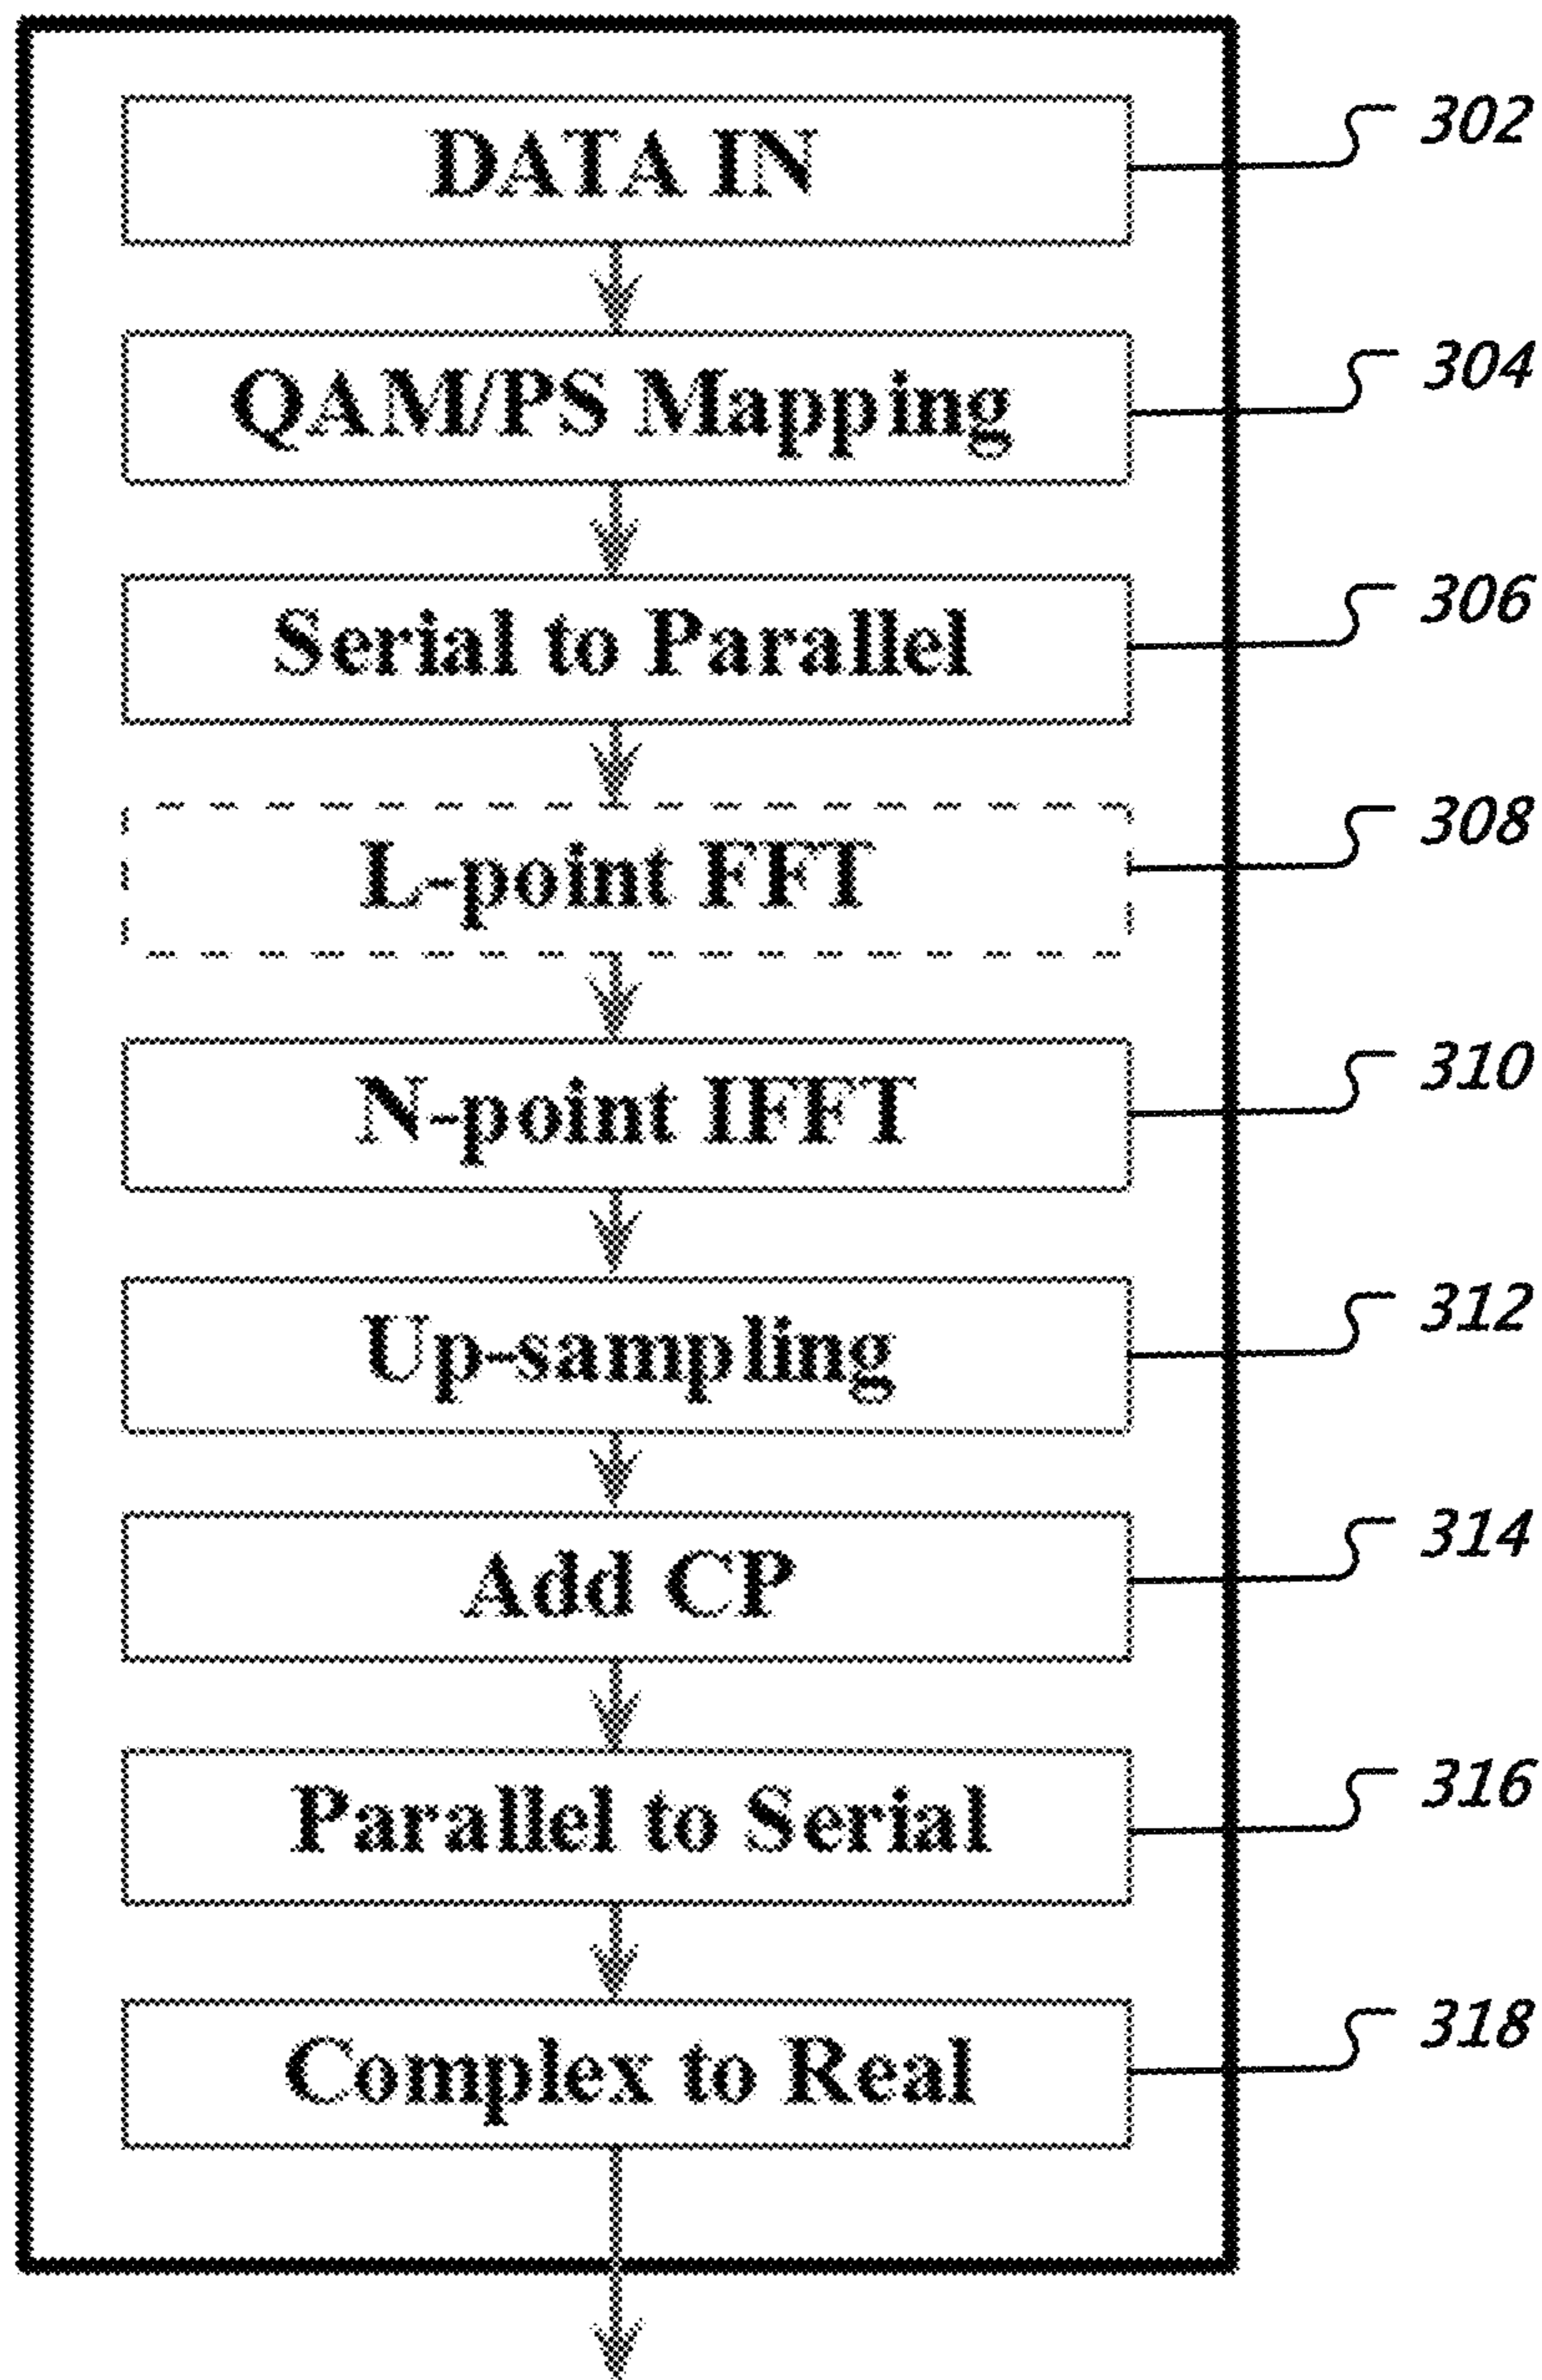 DATA IN
302
QAM/PS Mapping
304
Serial to Parallel
306
L-point FFT
308
N-point IFFT
310
Up-sampling
312
Add CP
314
Parallel to Serial
316
Complex to Real
318